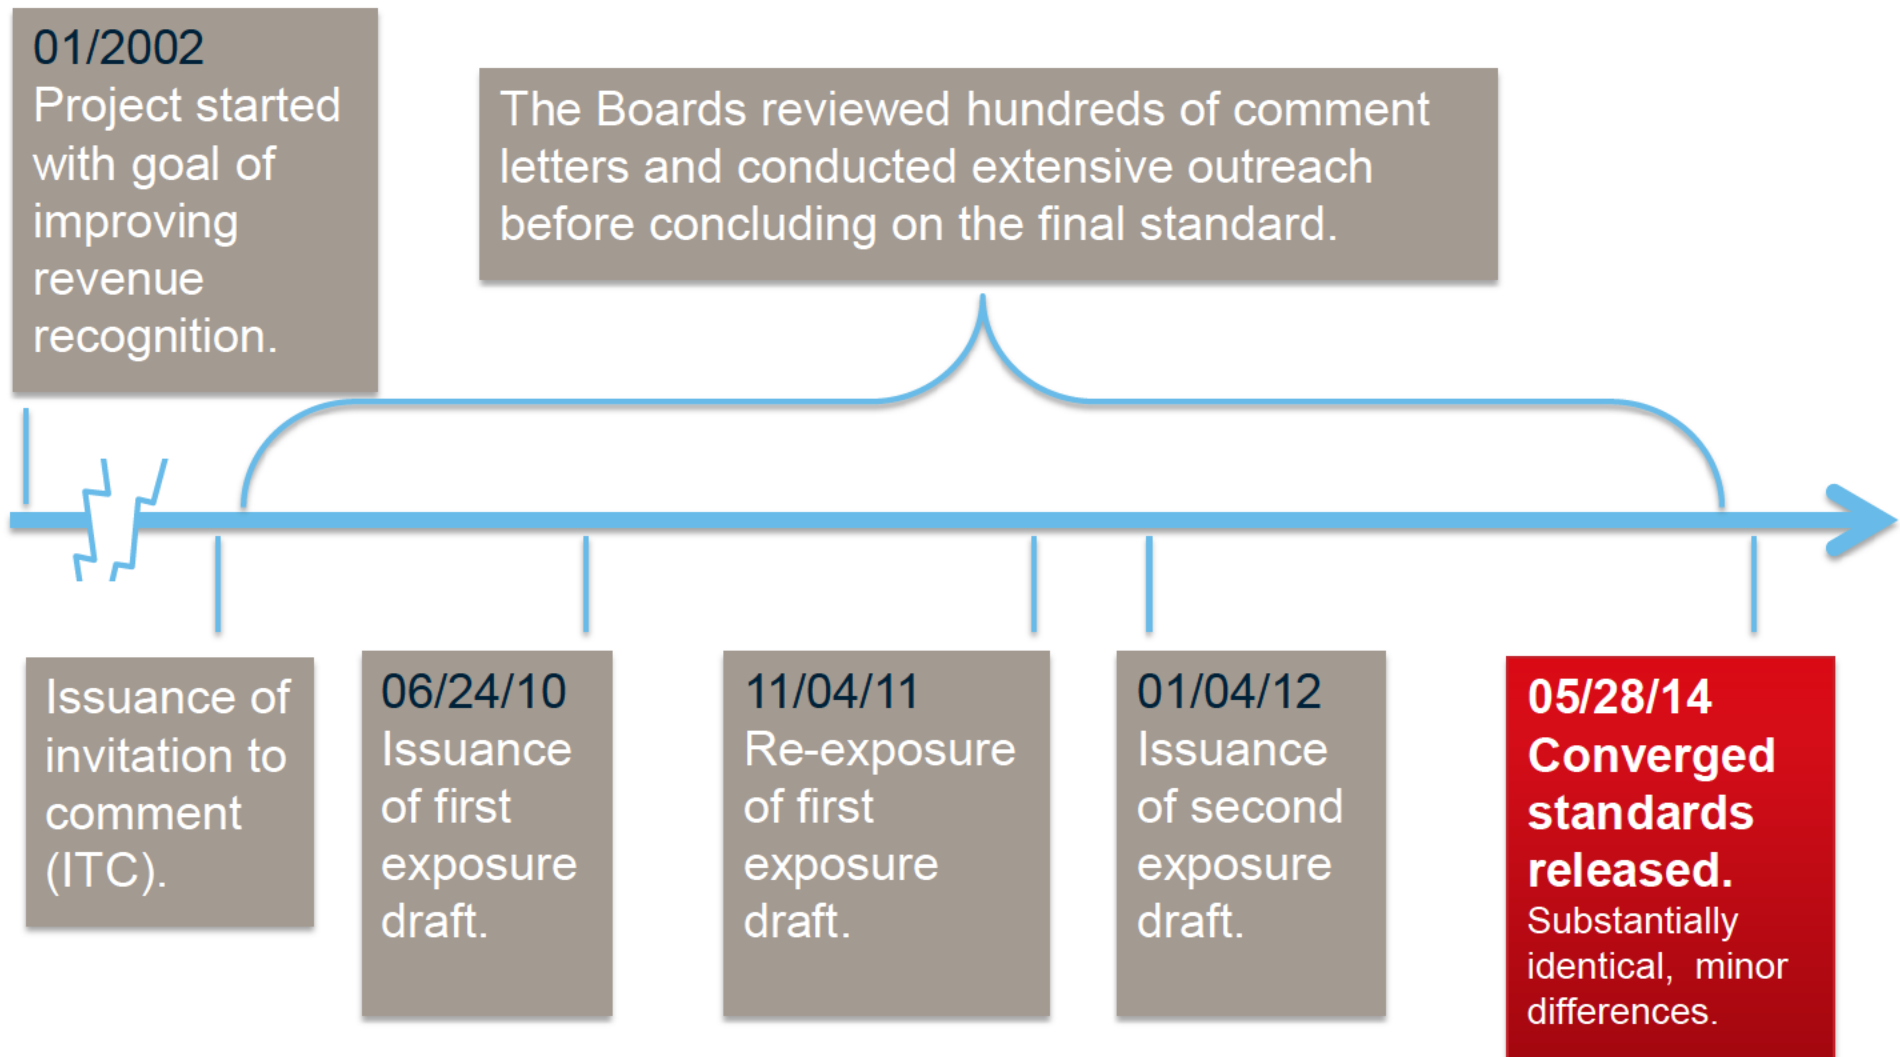 01/2002
Project started
with goal of
improving
revenue
recognition.
The Boards reviewed hundreds of comment
letters and conducted extensive outreach
before concluding on the final standard.
Issuance of
invitation to
comment
(ITC).
06/24/10
Issuance
of first
exposure
draft.
11/04/11
Re-exposure
of first
exposure
draft.
01/04/12
Issuance
of second
exposure
draft.
05/28/14
Converged
standards
released.
Substantially
identical, minor
differences.